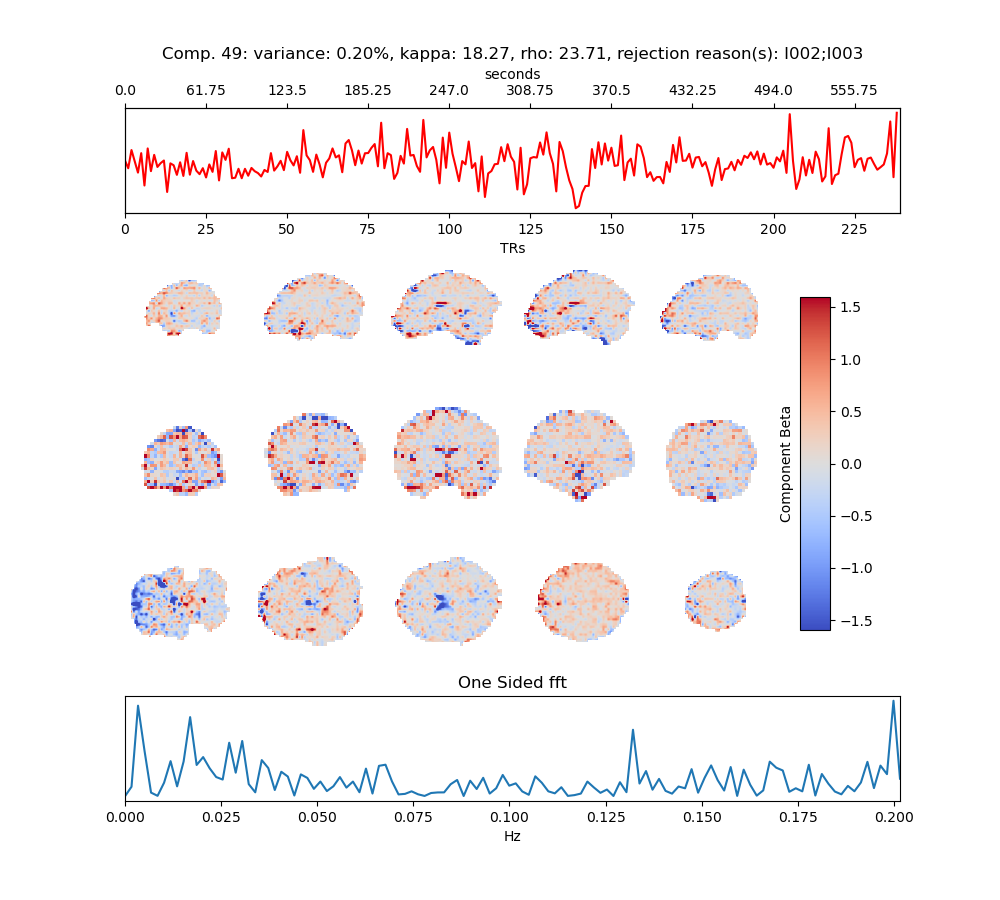 Comp. 49: variance: 0.20%, kappa: 18.27, rho: 23.71, rejection reason(s): I002;I003
seconds
0.0 61.75 123.5 185.25 247.0 308.75 370.5 432.25 494.0 555.75
0 25 50 75 100 125 150 175 200 225
TRs
1.5
1.0
0.5
0.0
−0.5
−1.0
−1.5
Component Beta
One Sided fft
0.000 0.025 0.050 0.075 0.100 0.125 0.150 0.175 0.200
Hz